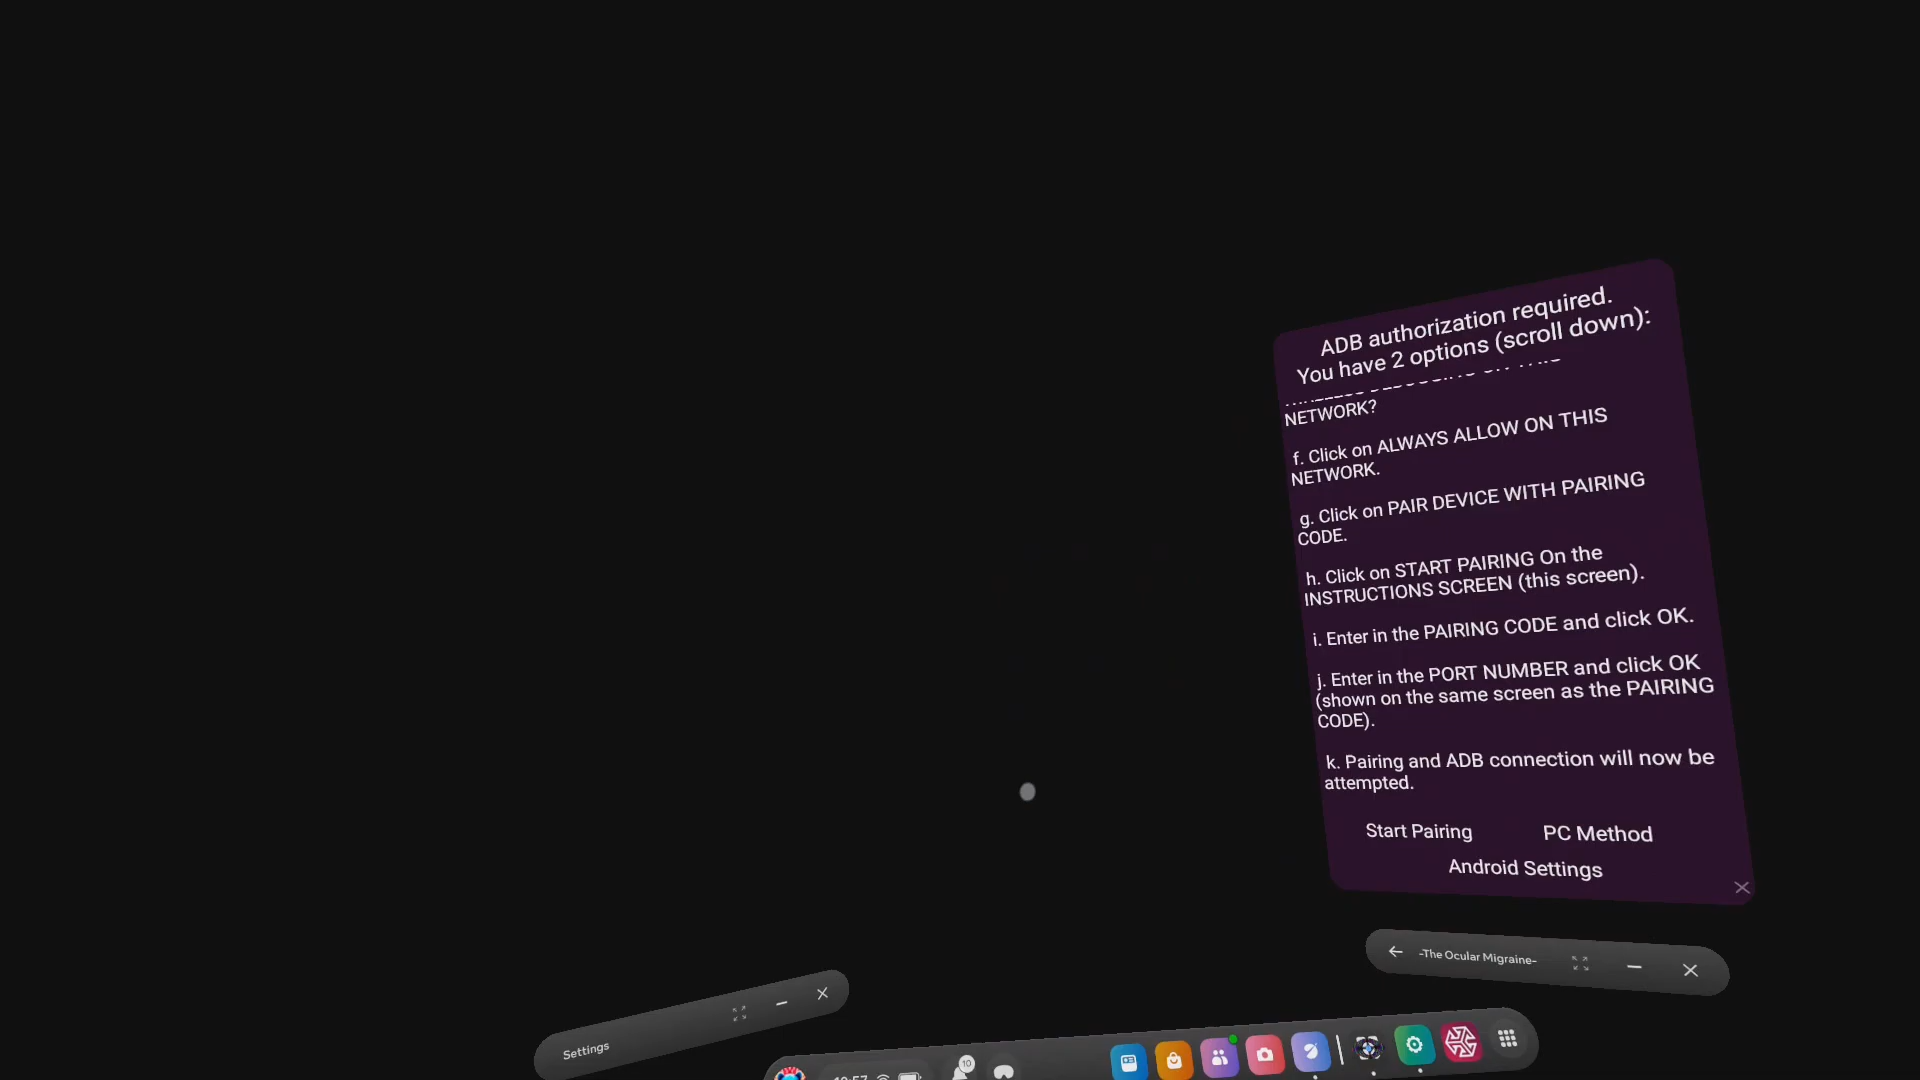 ADB authorization required.
You have 2 options (scroll down):
NETWORK?
f. Click on ALWAYS ALLOW ON THIS
NETWORK.
g. Click on PAIR DEVICE WITH PAIRING
CODE.
h. Click on START PAIRING On the
INSTRUCTIONS SCREEN (this screen).
i. Enter in the PAIRING CODE and click OK.
j. Enter in the PORT NUMBER and click OK
(shown on the same screen as the PAIRING
CODE).
k. Pairing and ADB connection will now be
attempted.
Start Pairing
PC Method
Android Settings
-The Ocular Migraine-
Settings
10